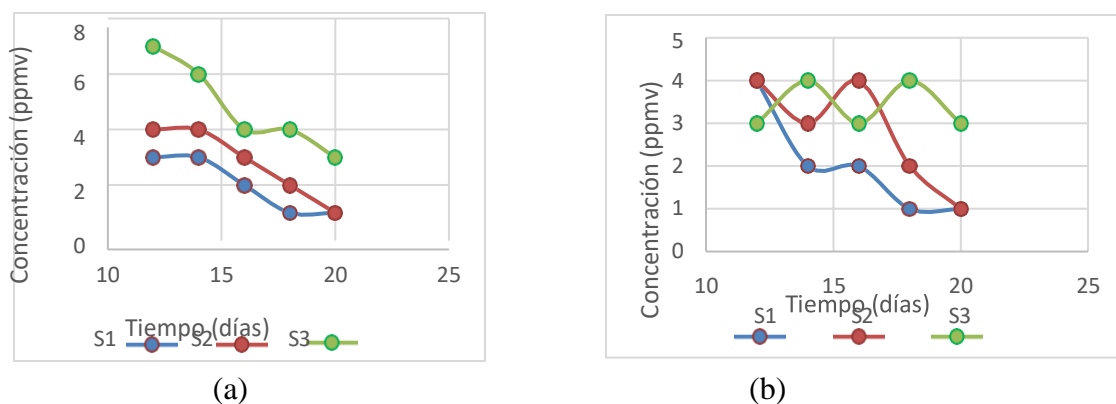 Concentración (ppmv)
8
6
4
2
0
10 15 20 25
Tiempo (días)
S1 S2 S3
(a)
Concentración (ppmv)
5
4
3
2
1
0
10 15 20 25
Tiempo (días)
S1 S2 S3
(b)